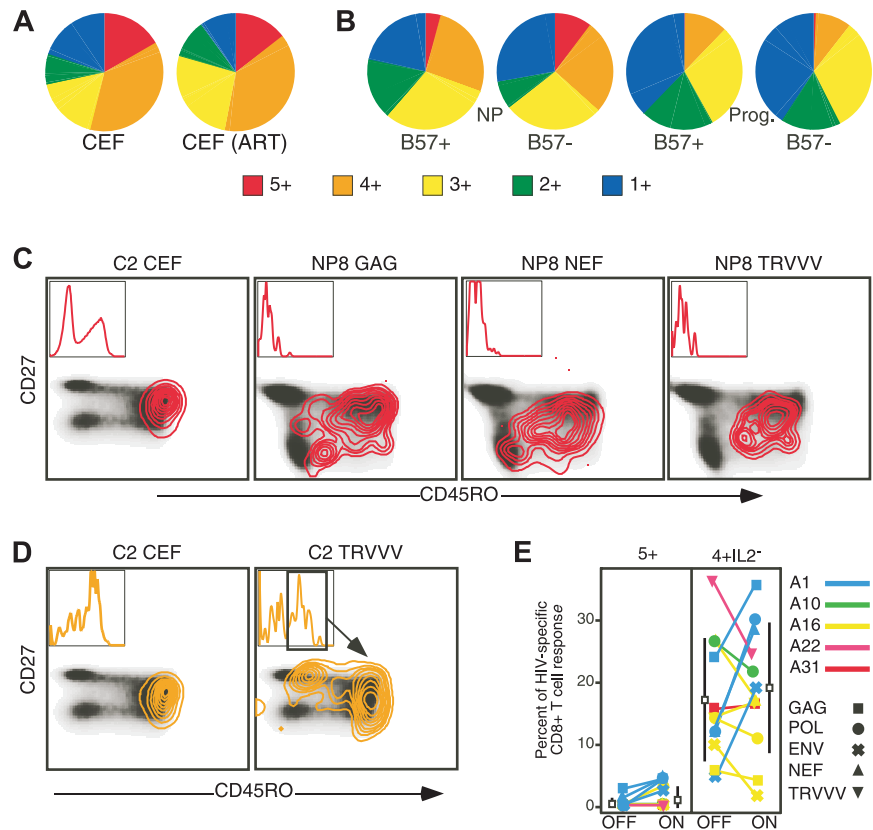 A
B
CEF
CEF (ART)
B57+
NP
B57-
B57+
Prog.
B57-
5+
4+
3+
2+
1+
C
C2 CEF
NP8 GAG
NP8 NEF
NP8 TRVVV
CD27
CD45RO
D
C2 CEF
C2 TRVVV
CD27
CD45RO
E
5+
4+IL2-
Percent of HIV-specific
CD8+ T cell response
30
20
10
0
OFF
ON
OFF
ON
A1
A10
A16
A22
A31
GAG
POL
ENV
NEF
TRVVV